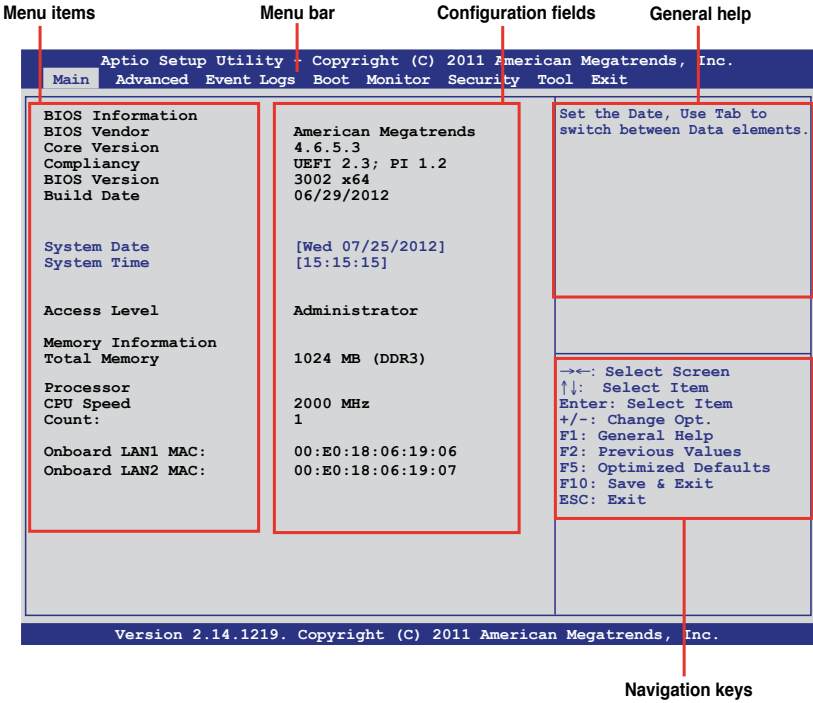 Menu items Menu bar Configuration fields General help
Aptio Setup Utility - Copyright (C) 2011 American Megatrends, Inc.
Main Advanced Event Logs Boot Monitor Security Tool Exit
BIOS Information
BIOS Vendor American Megatrends
Core Version 4.6.5.3
Compliancy UEFI 2.3; PI 1.2
BIOS Version 3002 x64
Build Date 06/29/2012
System Date [Wed 07/25/2012]
System Time [15:15:15]
Access Level Administrator
Memory Information
Total Memory 1024 MB (DDR3)
Processor
CPU Speed 2000 MHz
Count: 1
Onboard LAN1 MAC: 00:E0:18:06:19:06
Onboard LAN2 MAC: 00:E0:18:06:19:07
Set the Date, Use Tab to
switch between Data elements.
→←: Select Screen
↑↓: Select Item
Enter: Select Item
+/-: Change Opt.
F1: General Help
F2: Previous Values
F5: Optimized Defaults
F10: Save & Exit
ESC: Exit
Version 2.14.1219. Copyright (C) 2011 American Megatrends, Inc.
Navigation keys